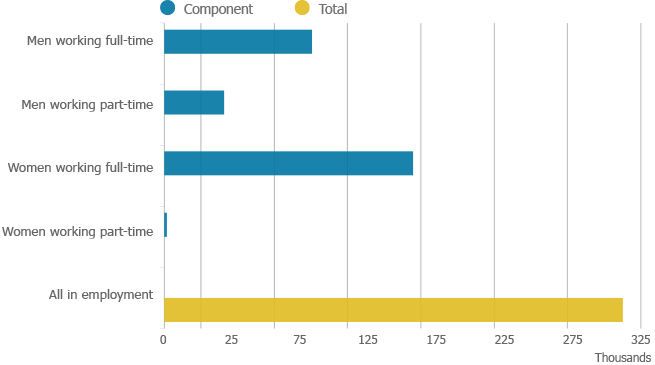 Component Total
Men working full-time
Men working part-time
Women working full-time
Women working part-time
All in employment
0 25 75 125 175 225 275 325
Thousands